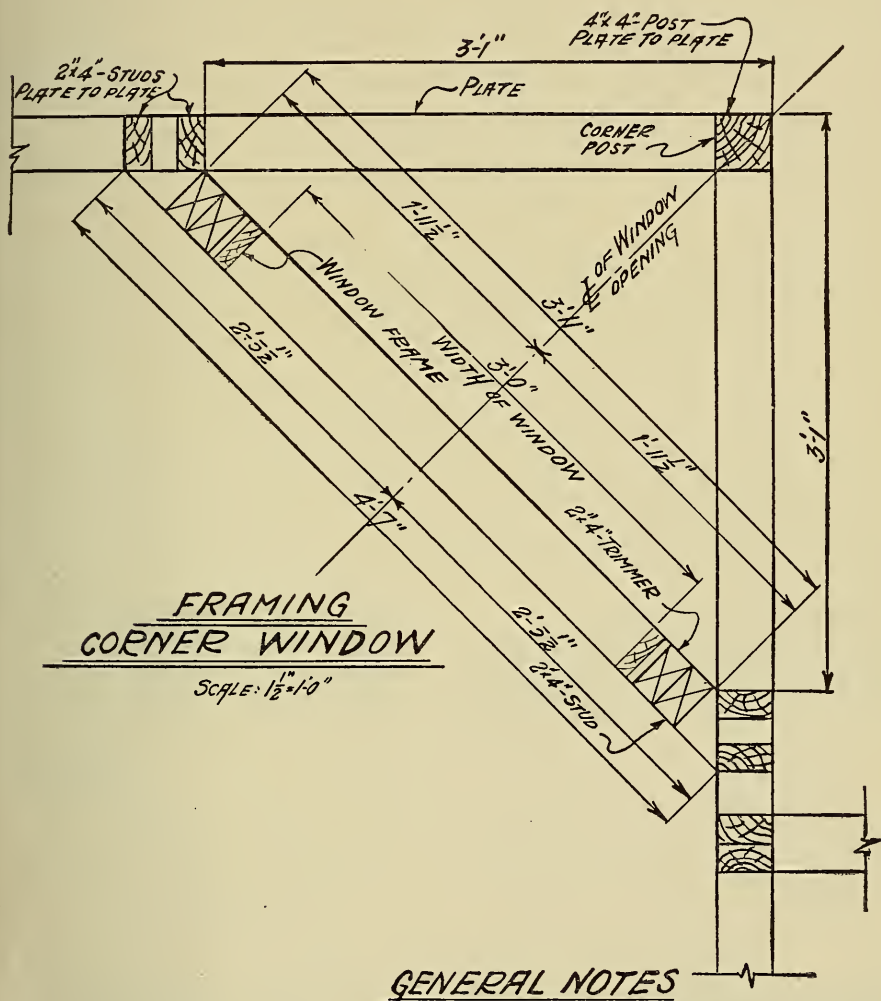 4"x 4"-POST
PLATE TO PLATE
3'-1"
2"x4"-STUDS
PLATE TO PLATE
PLATE
CORNER
POST
1'-11½"
℄ OF WINDOW
OPENING
WINDOW FRAME
3'-11"
2'-3½"
WIDTH OF WINDOW
3'-0"
1'-11½"
3'-1"
4'-7"
2"x4"-TRIMMER
FRAMING
CORNER WINDOW
SCALE: 1½"=1'-0"
2'-3½"
2"x4"-STUD
GENERAL NOTES